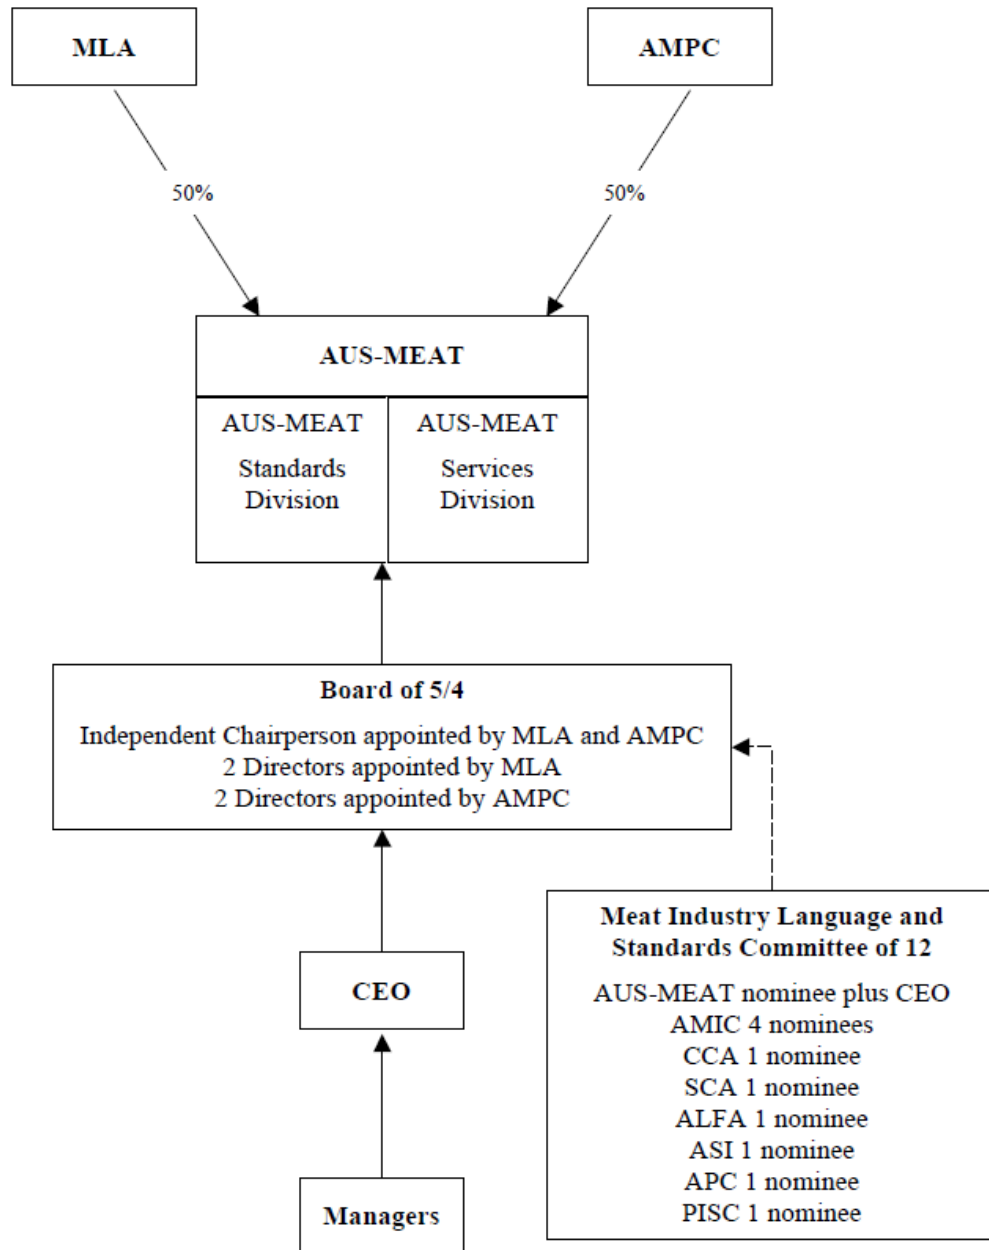 MLA
AMPC
50%
50%
AUS-MEAT
AUS-MEAT
Standards
Division
AUS-MEAT
Services
Division
Board of 5/4
Independent Chairperson appointed by MLA and AMPC
2 Directors appointed by MLA
2 Directors appointed by AMPC
CEO
Managers
Meat Industry Language and
Standards Committee of 12
AUS-MEAT nominee plus CEO
AMIC 4 nominees
CCA 1 nominee
SCA 1 nominee
ALFA 1 nominee
ASI 1 nominee
APC 1 nominee
PISC 1 nominee